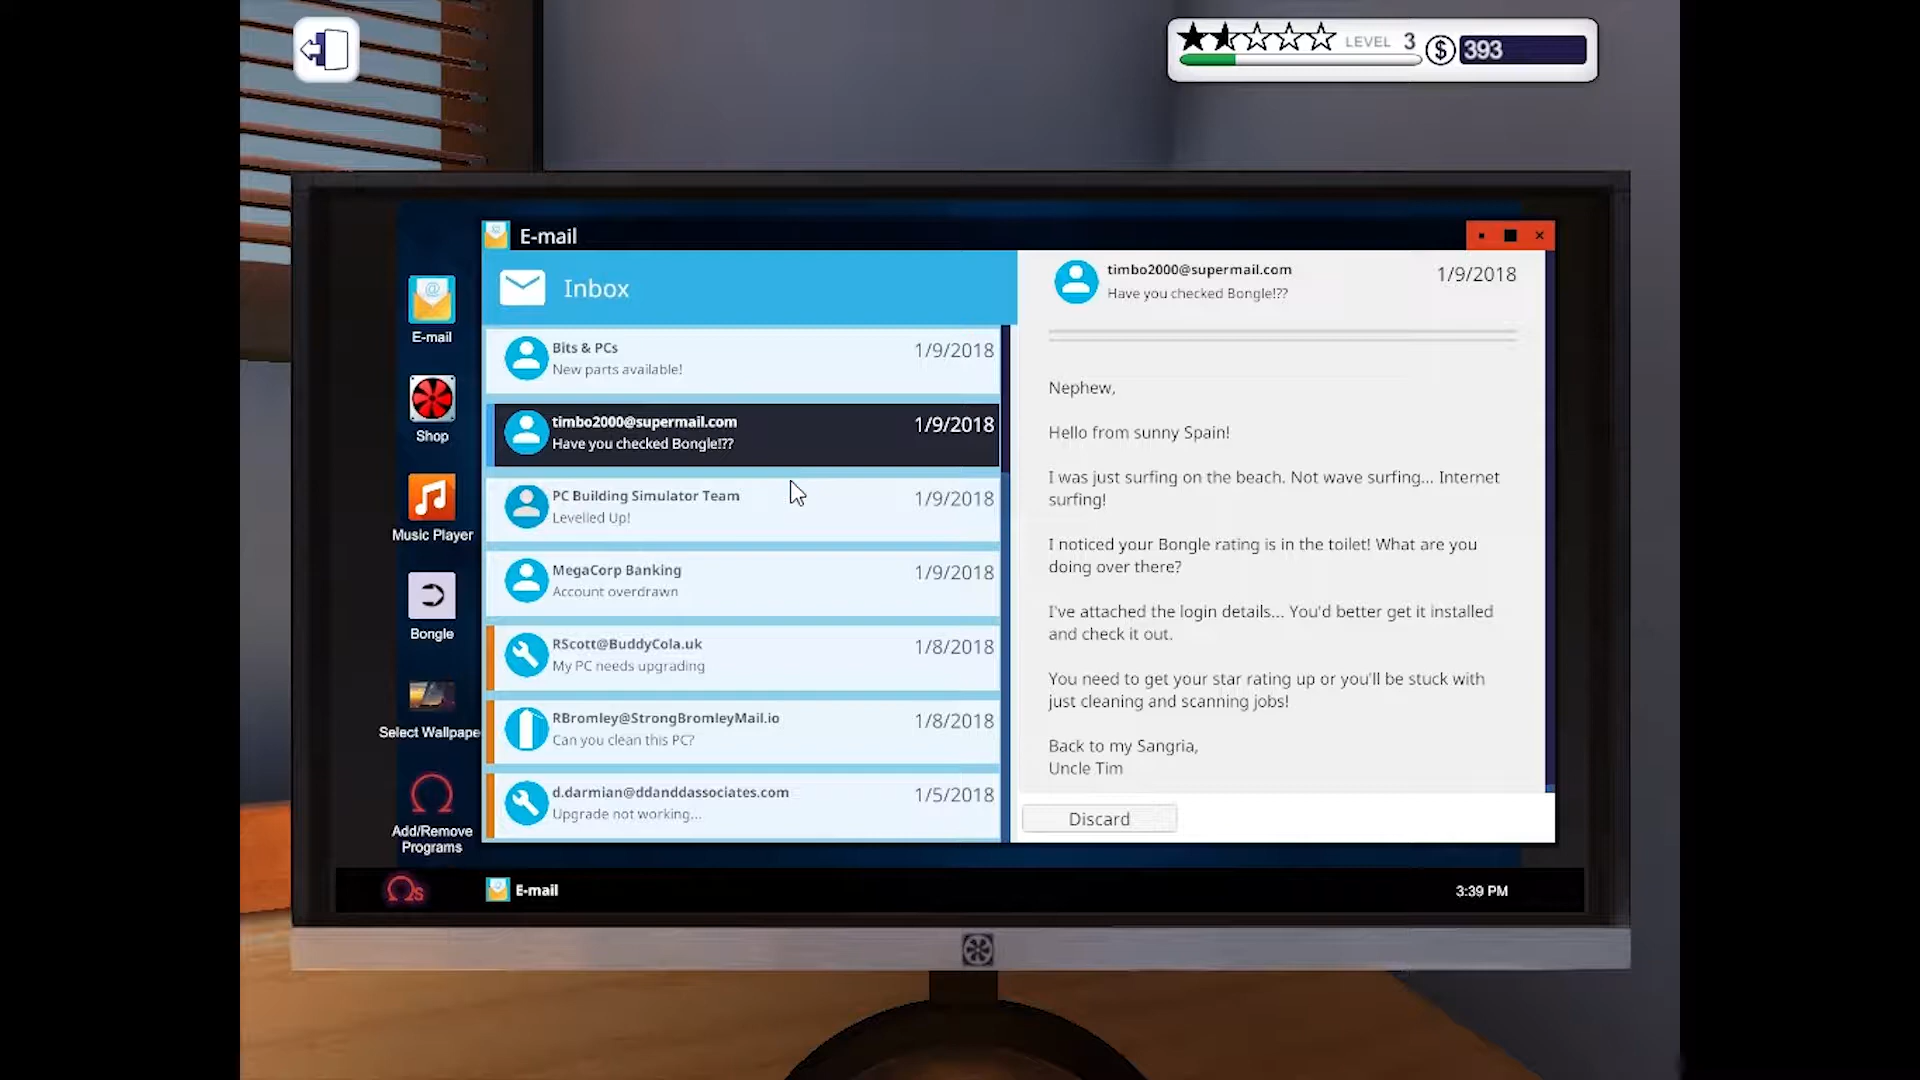 LEVEL 3
$ 393
E-mail
Inbox
Bits & PCs
1/9/2018
New parts available!
timbo2000@supermail.com
1/9/2018
Have you checked Bongle!??
PC Building Simulator Team
1/9/2018
Levelled Up!
MegaCorp Banking
1/9/2018
Account overdrawn
RScott@BuddyCola.uk
1/8/2018
My PC needs upgrading
RBromley@StrongBromleyMail.io
1/8/2018
Can you clean this PC?
d.darmian@ddanddassociates.com
1/5/2018
Upgrade not working...
timbo2000@supermail.com
1/9/2018
Have you checked Bongle!??
Nephew,
Hello from sunny Spain!
I was just surfing on the beach. Not wave surfing... Internet
surfing!
I noticed your Bongle rating is in the toilet! What are you
doing over there?
I've attached the login details... You'd better get it installed
and check it out.
You need to get your star rating up or you'll be stuck with
just cleaning and scanning jobs!
Back to my Sangria,
Uncle Tim
Discard
E-mail
Shop
Music Player
Bongle
Select Wallpape
Add/Remove
Programs
Ωs
E-mail
3:39 PM